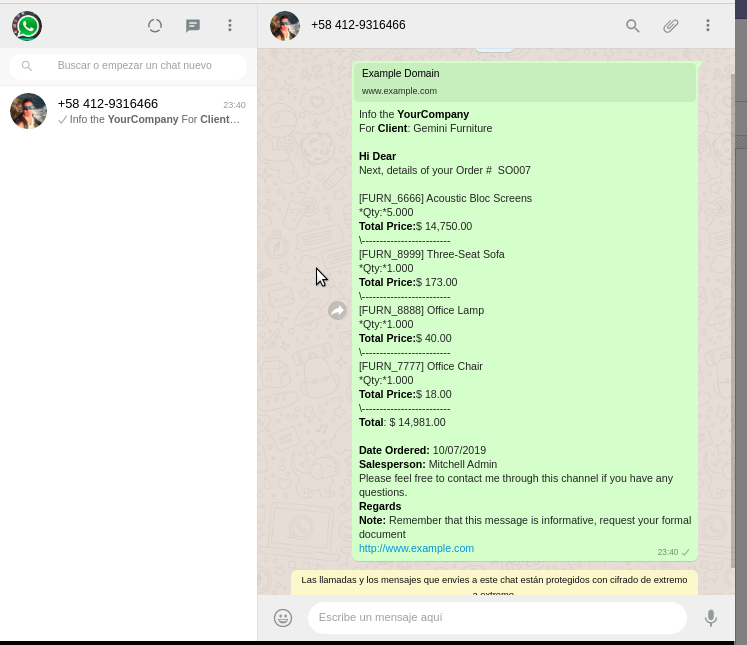 +58 412-9316466
Buscar o empezar un chat nuevo
+58 412-9316466
23:40
Info the YourCompany For Client…
Example Domain
www.example.com
Info the YourCompany
For Client: Gemini Furniture
Hi Dear
Next, details of your Order #  SO007
[FURN_6666] Acoustic Bloc Screens
*Qty:*5.000
Total Price:$ 14,750.00
\------------------------
[FURN_8999] Three-Seat Sofa
*Qty:*1.000
Total Price:$ 173.00
\------------------------
[FURN_8888] Office Lamp
*Qty:*1.000
Total Price:$ 40.00
\------------------------
[FURN_7777] Office Chair
*Qty:*1.000
Total Price:$ 18.00
\------------------------
Total: $ 14,981.00
Date Ordered: 10/07/2019
Salesperson: Mitchell Admin
Please feel free to contact me through this channel if you have any
questions.
Regards
Note: Remember that this message is informative, request your formal
document
http://www.example.com
23:40
Las llamadas y los mensajes que envíes a este chat están protegidos con cifrado de extremo
a extremo
Escribe un mensaje aquí